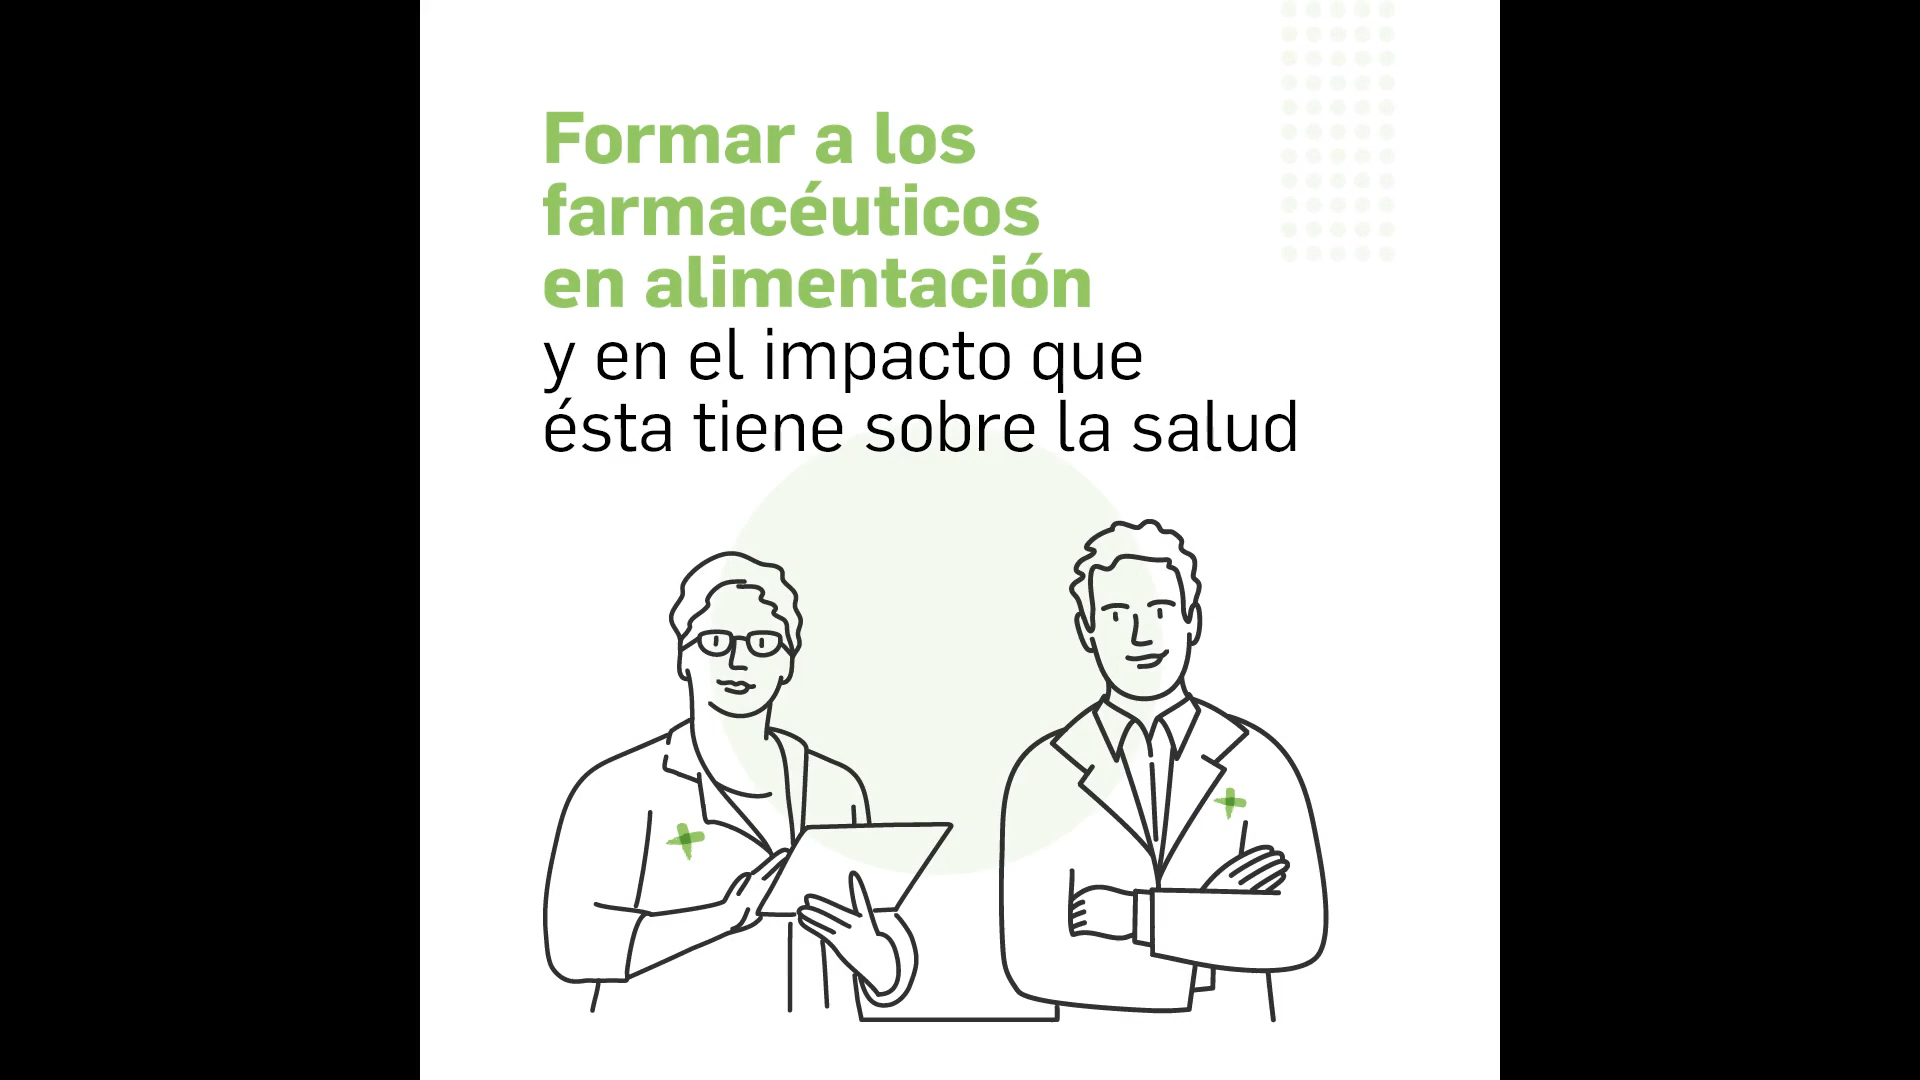 Formar a los
farmacéuticos
en alimentación
y en el impacto que
ésta tiene sobre la salud